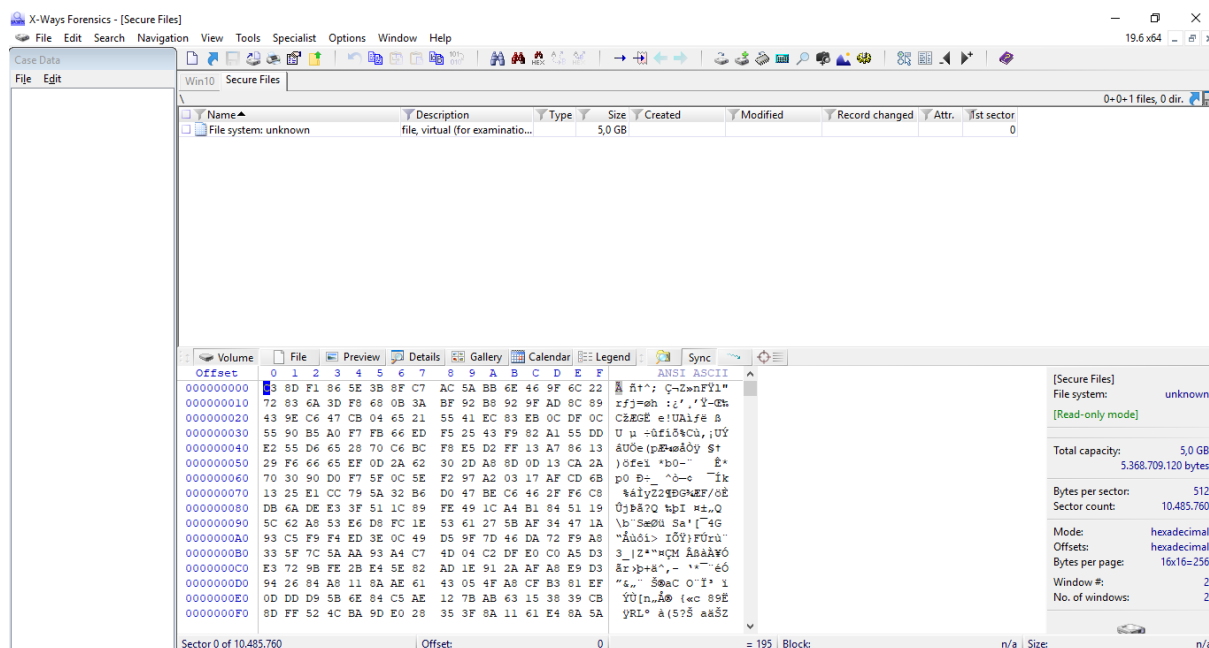 X-Ways Forensics - [Secure Files]
File Edit Search Navigation View Tools Specialist Options Window Help
19.6 x64
Case Data
File Edit
Win10 Secure Files
\
0+0+1 files, 0 dir.
Name Description Type Size Created Modified Record changed Attr. 1st sector
File system: unknown file, virtual (for examinatio... 5,0 GB 0
Volume File Preview Details Gallery Calendar Legend Sync
Offset 0 1 2 3 4 5 6 7 8 9 A B C D E F ANSI ASCII
000000000 C3 8D F1 86 5E 3B 8F C7 AC 5A BB 6E 46 9F 6C 22
000000010 72 83 6A 3D F8 68 0B 3A BF 92 B8 92 9F AD 8C 89
000000020 43 9E C6 47 CB 04 65 21 55 41 EC 83 EB 0C DF 0C
000000030 55 90 B5 A0 F7 FB 66 ED F5 25 43 F9 82 A1 55 DD
000000040 E2 55 D6 65 28 70 C6 BC F8 E5 D2 FF 13 A7 86 13
000000050 29 F6 66 65 EF 0D 2A 62 30 2D A8 8D 0D 13 CA 2A
000000060 70 30 90 D0 F7 5F 0C 5E F2 97 A2 03 17 AF CD 6B
000000070 13 25 E1 CC 79 5A 32 B6 D0 47 BE C6 46 2F F6 C8
000000080 DB 6A DE E3 3F 51 1C 89 FE 49 1C A4 B1 84 51 19
000000090 5C 62 A8 53 E6 D8 FC 1E 53 61 27 5B AF 34 47 1A
0000000A0 93 C5 F9 F4 ED 3E 0C 49 D5 9F 7D 46 DA 72 F9 A8
0000000B0 33 5F 7C 5A AA 93 A4 C7 4D 04 C2 DF E0 C0 A5 D3
0000000C0 E3 72 9B FE 2B E4 5E 82 AD 1E 91 2A AF A8 E9 D3
0000000D0 94 26 84 A8 11 8A AE 61 43 05 4F A8 CF B3 81 EF
0000000E0 0D DD D9 5B 6E 84 C5 AE 12 7B AB 63 15 38 39 CB
0000000F0 8D FF 52 4C BA 9D E0 28 35 3F 8A 11 61 E4 8A 5A
[Secure Files]
File system: unknown
[Read-only mode]
Total capacity: 5,0 GB
5.368.709.120 bytes
Bytes per sector: 512
Sector count: 10.485.760
Mode: hexadecimal
Offsets: hexadecimal
Bytes per page: 16x16=256
Window #: 2
No. of windows: 2
Sector 0 of 10.485.760 Offset: 0 = 195 Block: n/a Size: n/a